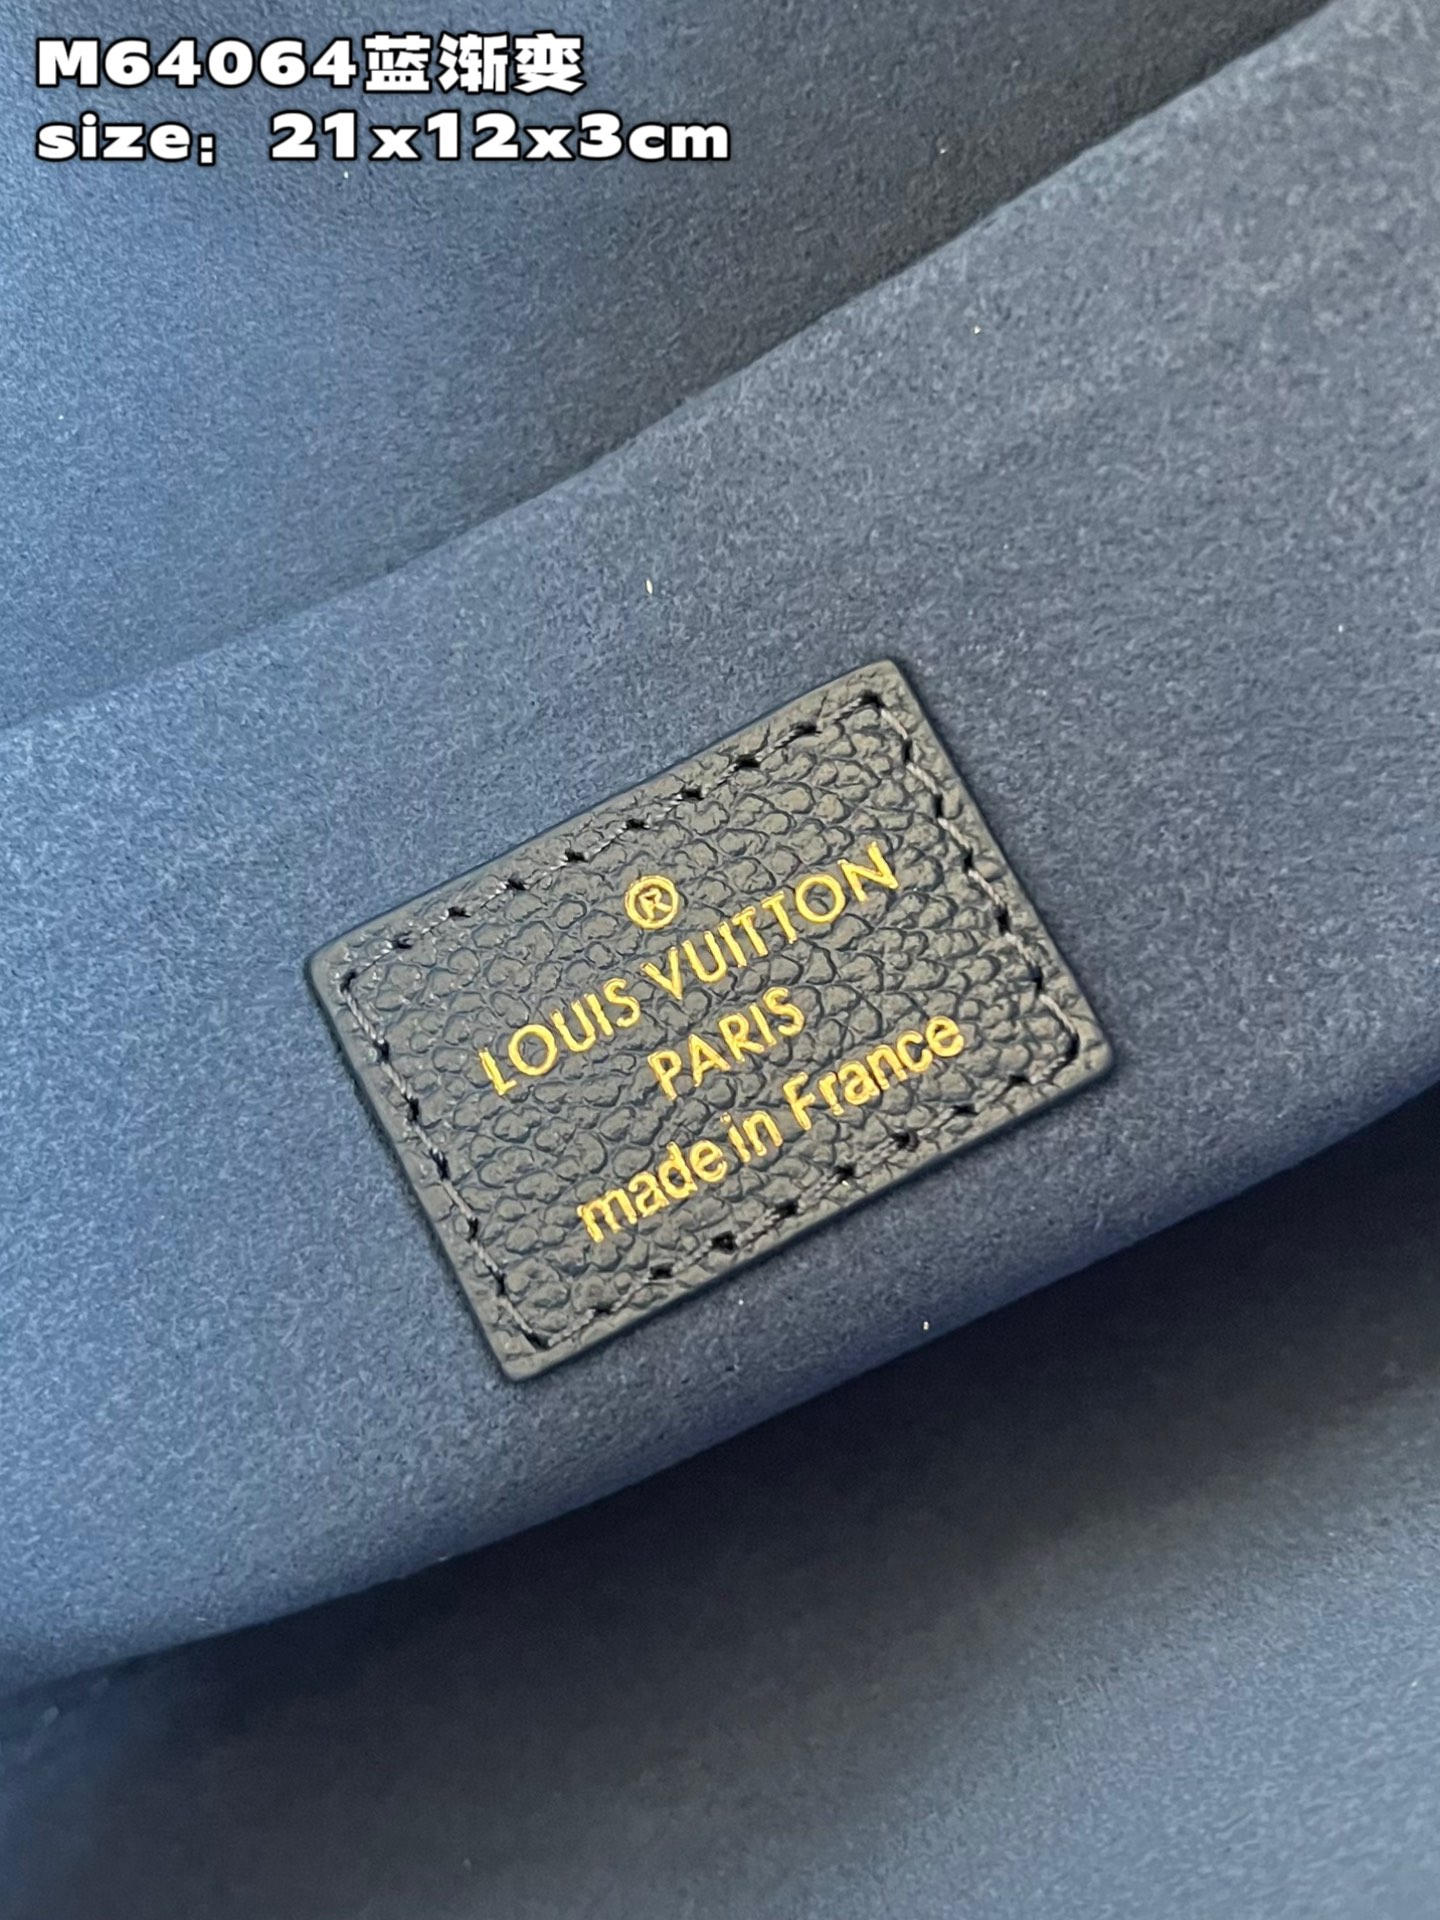 M64064蓝渐变
size：21x12x3cm
®
LOUIS VUITTON
PARIS
made in France